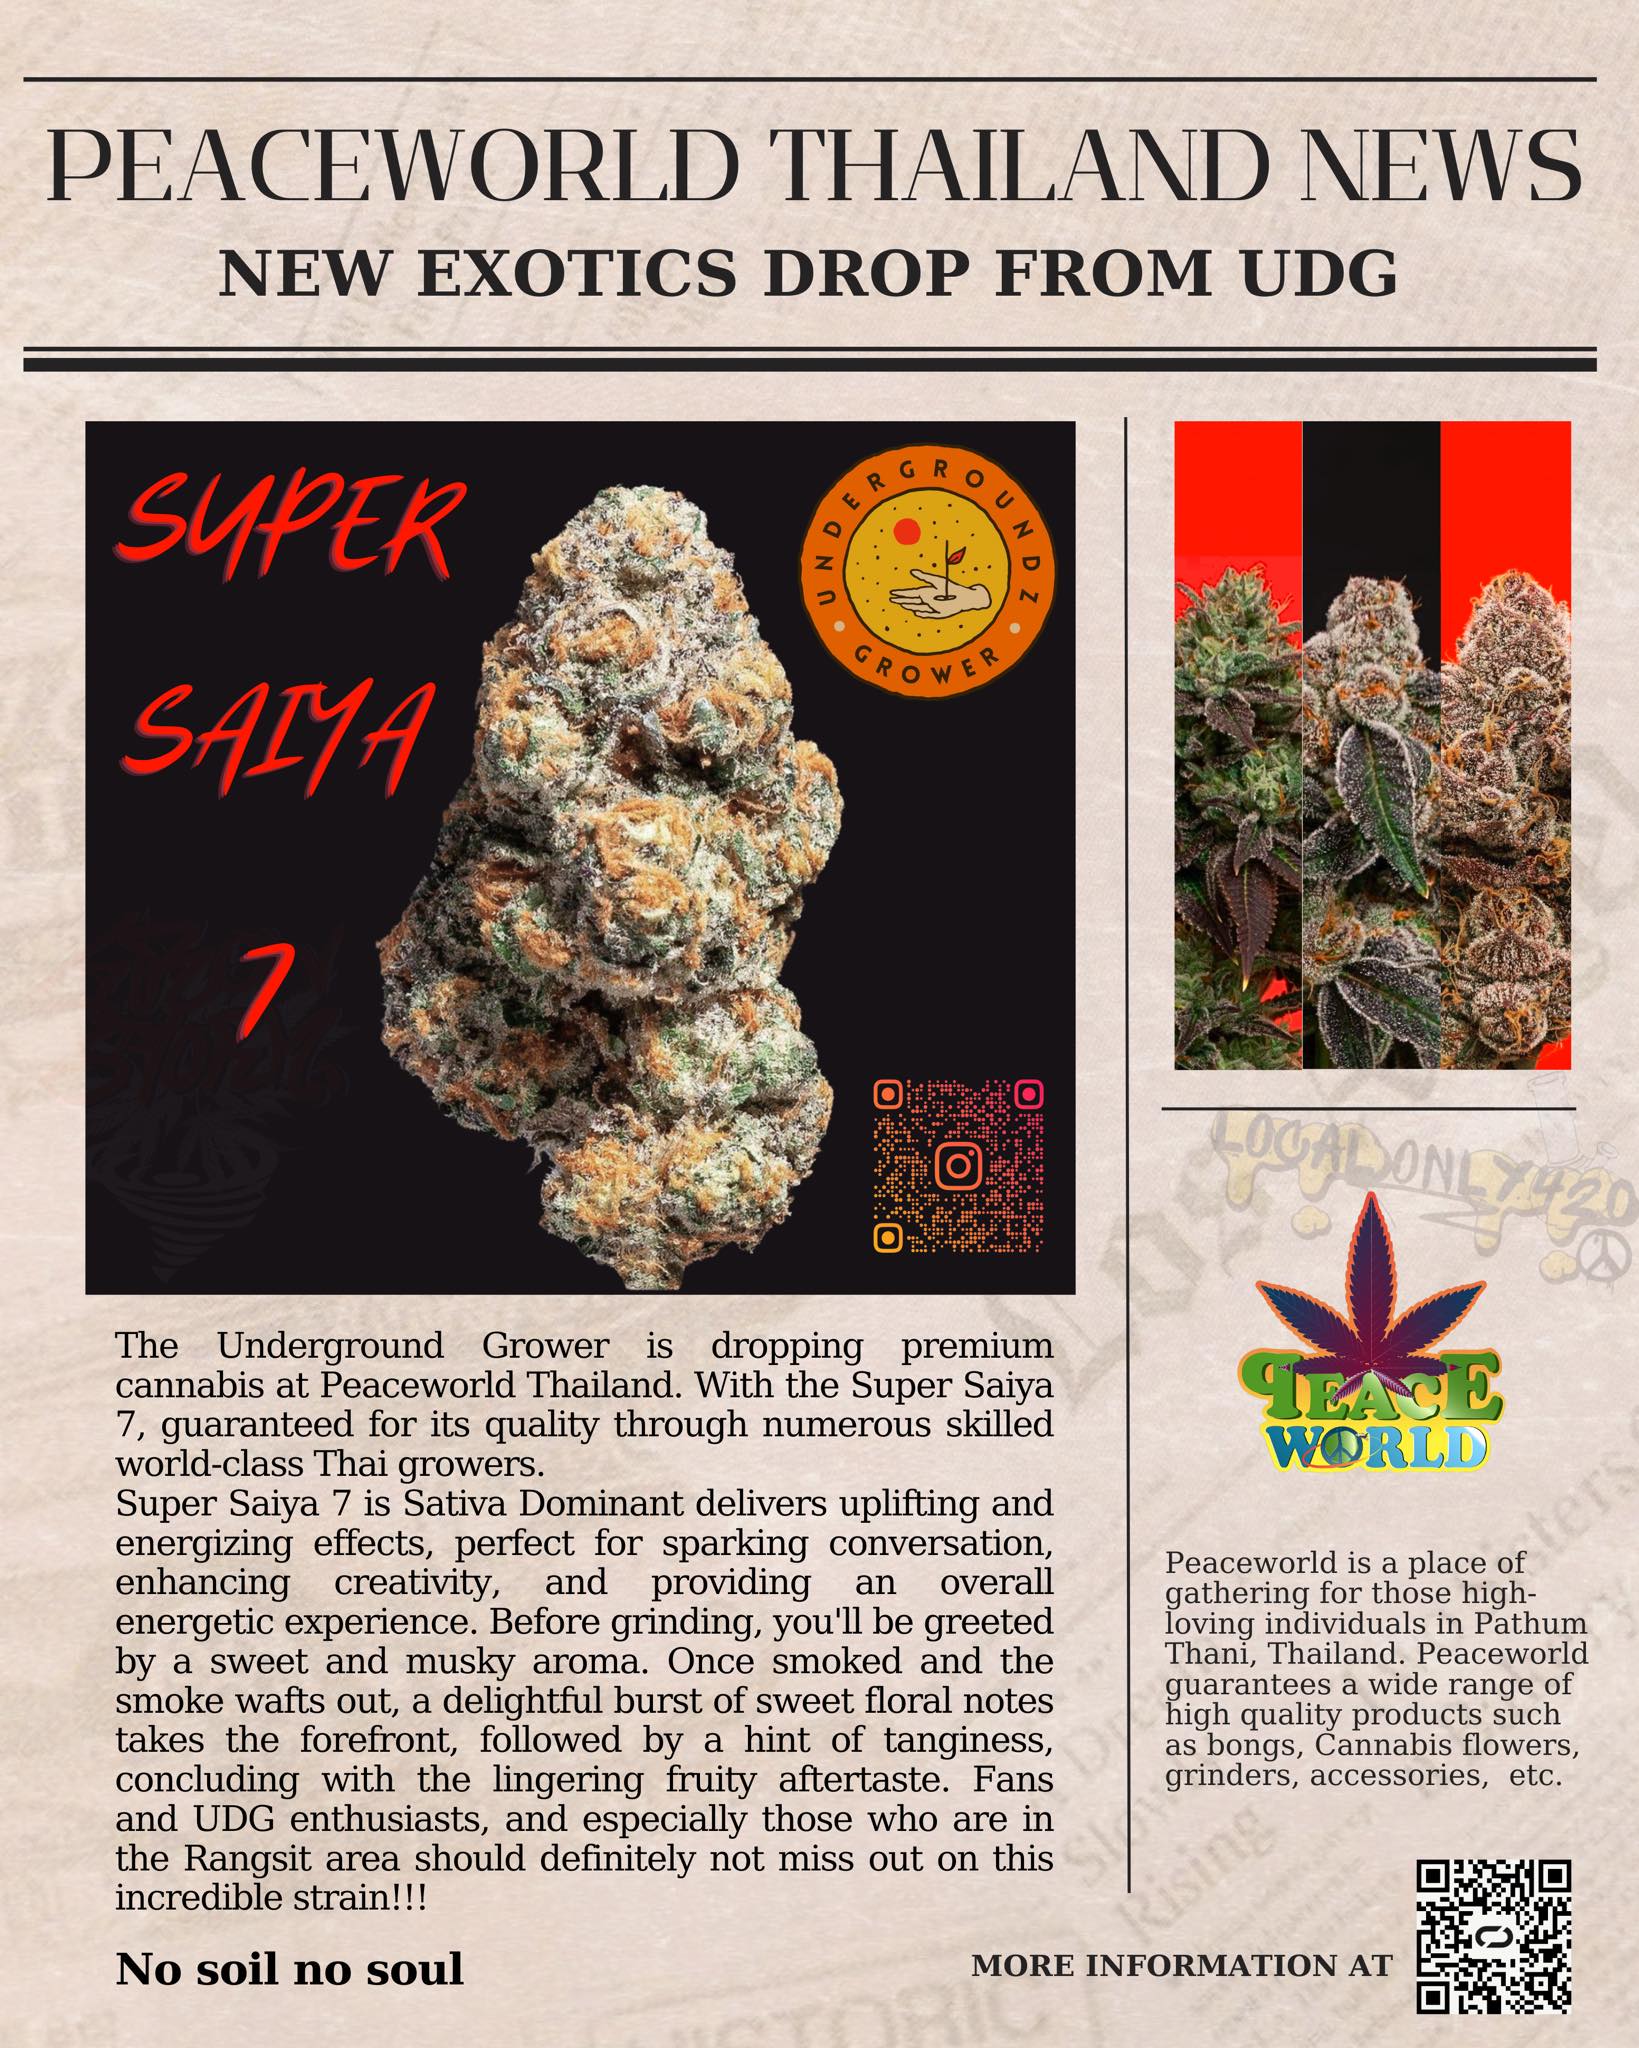 PEACEWORLD THAILAND NEWS
NEW EXOTICS DROP FROM UDG
SUPER
SAIYA
7
UNDERGROUNDZ
GROWER
The Underground Grower is dropping premium
cannabis at Peaceworld Thailand. With the Super Saiya
7, guaranteed for its quality through numerous skilled
world-class Thai growers.
Super Saiya 7 is Sativa Dominant delivers uplifting and
energizing effects, perfect for sparking conversation,
enhancing creativity, and providing an overall
energetic experience. Before grinding, you'll be greeted
by a sweet and musky aroma. Once smoked and the
smoke wafts out, a delightful burst of sweet floral notes
takes the forefront, followed by a hint of tanginess,
concluding with the lingering fruity aftertaste. Fans
and UDG enthusiasts, and especially those who are in
the Rangsit area should definitely not miss out on this
incredible strain!!!
No soil no soul
LOCALONLY420
PEACE
WORLD
Peaceworld is a place of
gathering for those high-
loving individuals in Pathum
Thani, Thailand. Peaceworld
guarantees a wide range of
high quality products such
as bongs, Cannabis flowers,
grinders, accessories,  etc.
Rising
MORE INFORMATION AT